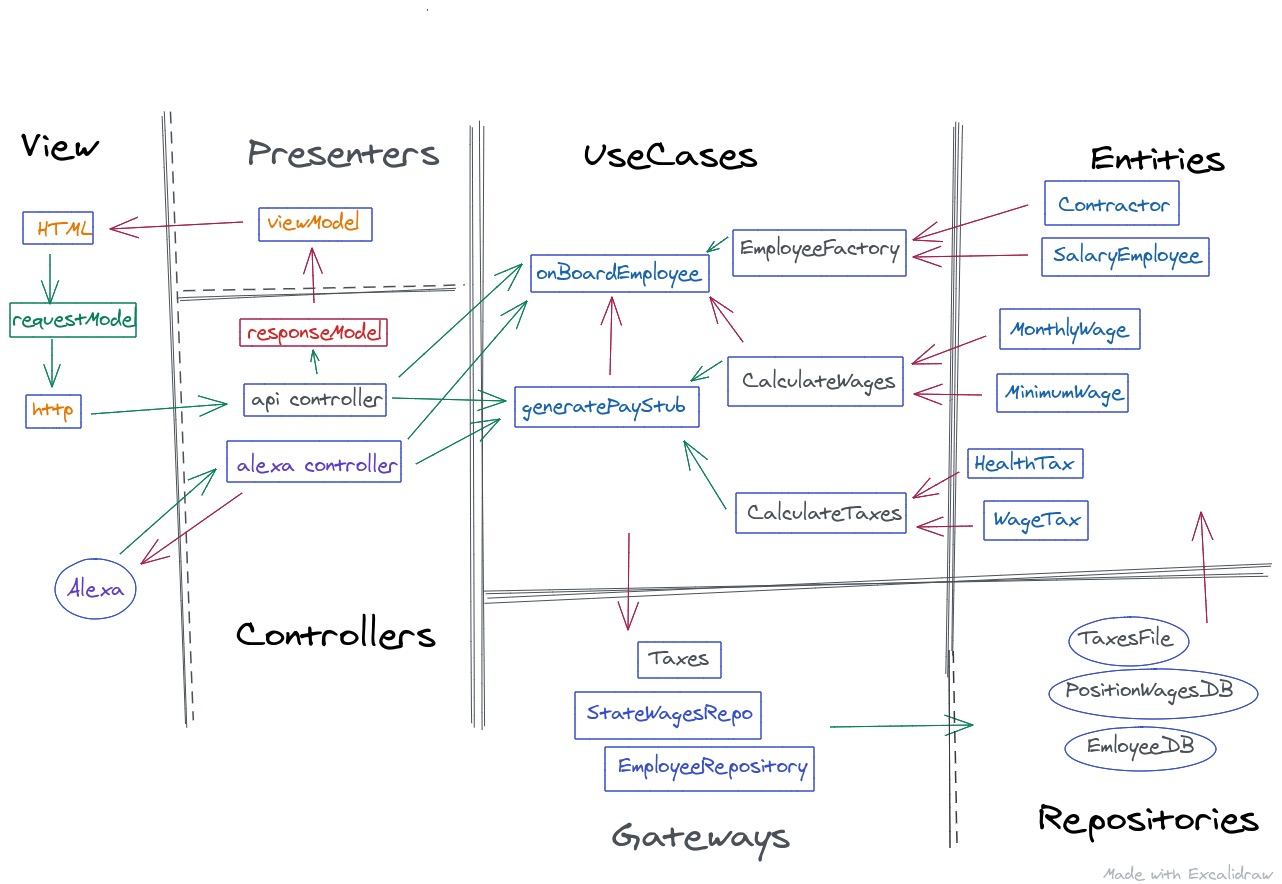 View
Presenters
UseCases
Entities
HTML
requestModel
http
Alexa
viewModel
responseModel
api controller
alexa controller
Controllers
onBoardEmployee
generatePayStub
EmployeeFactory
CalculateWages
CalculateTaxes
Contractor
SalaryEmployee
MonthlyWage
MinimumWage
HealthTax
WageTax
Taxes
StateWagesRepo
EmployeeRepository
Gateways
TaxesFile
PositionWagesDB
EmloyeeDB
Repositories
Made with Excalidraw